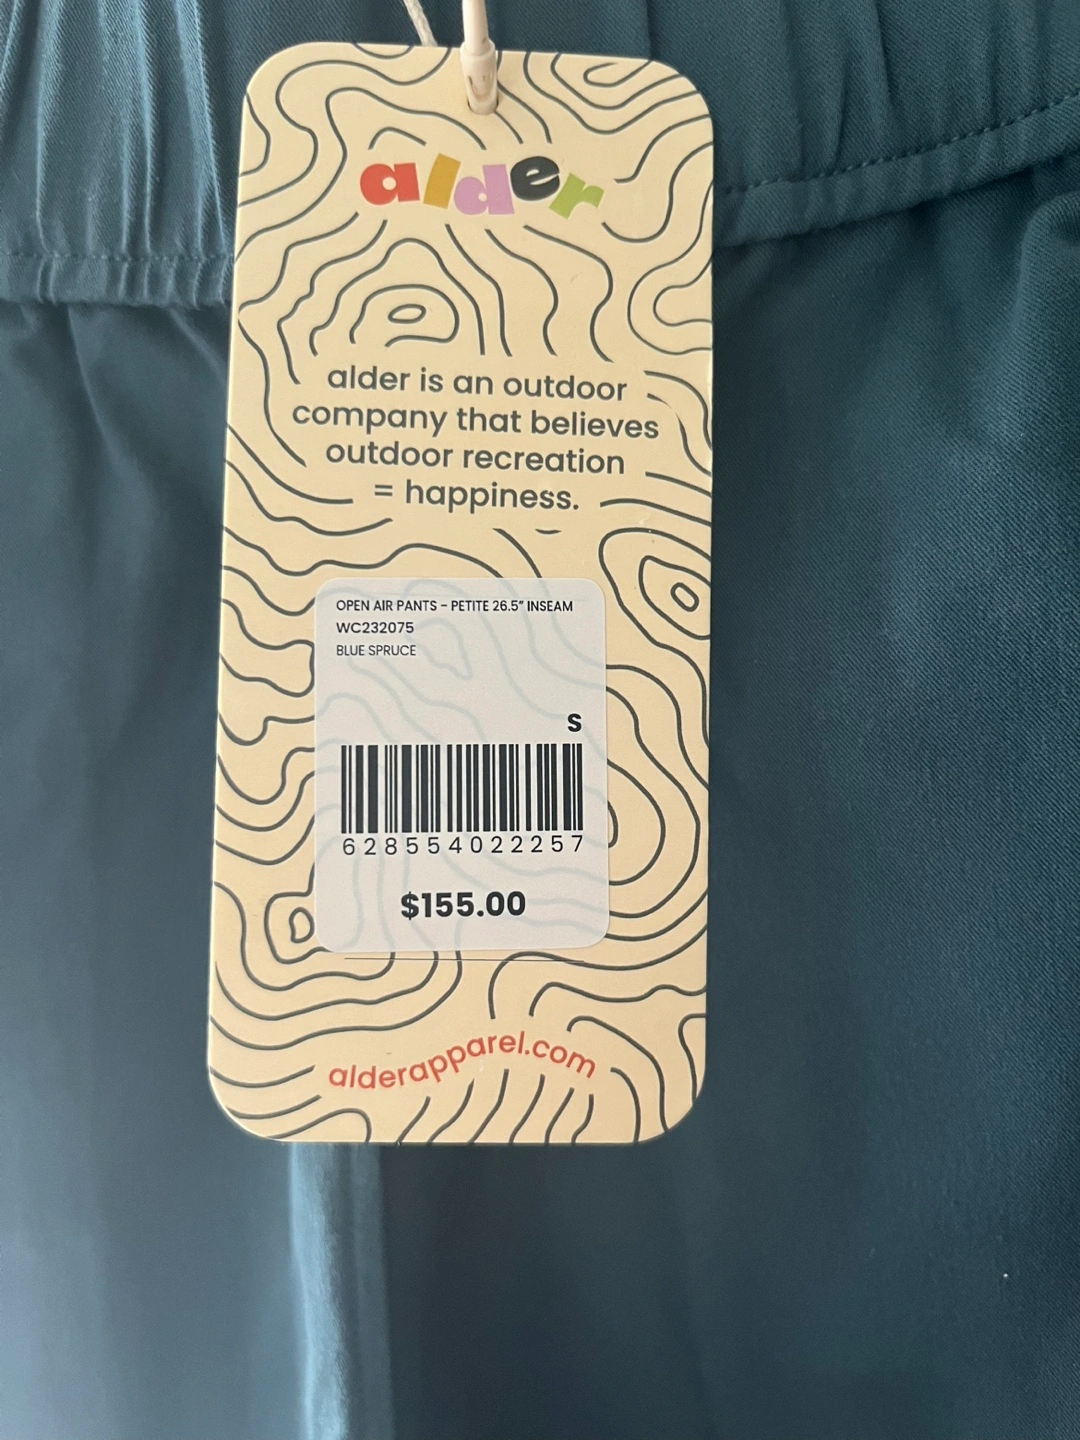 alder
alder is an outdoor
company that believes
outdoor recreation
= happiness.
OPEN AIR PANTS - PETITE 26.5" INSEAM
WC232075
BLUE SPRUCE
S
628554022257
$155.00
alderapparel.com